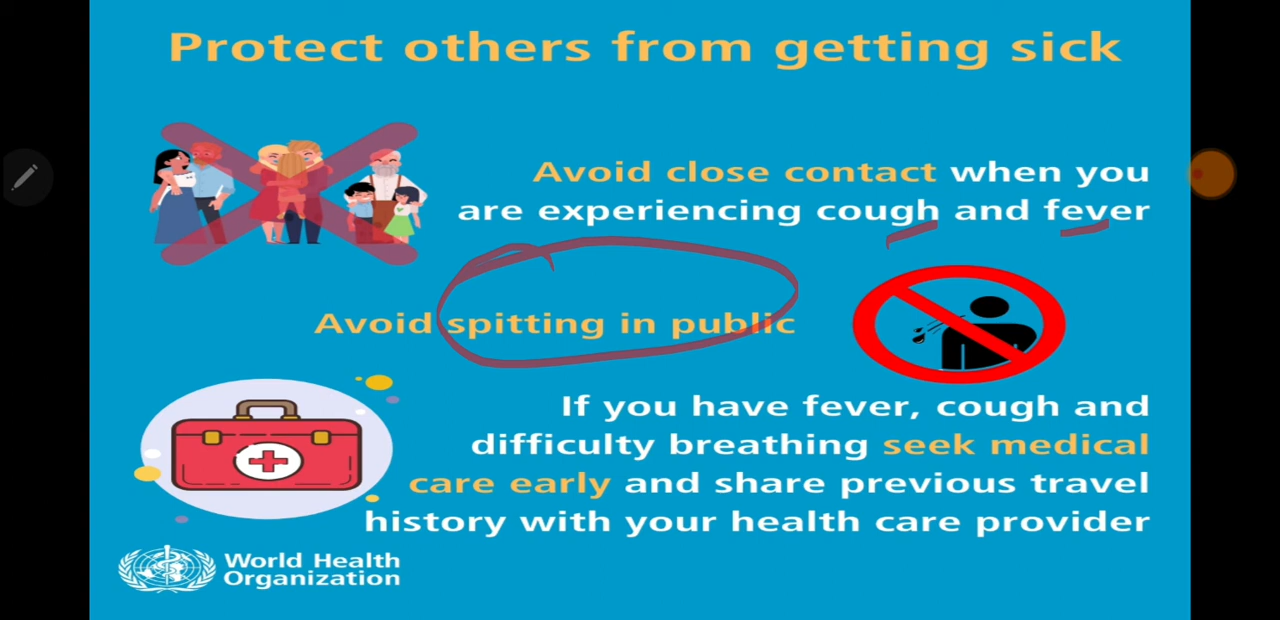 Protect others from getting sick
Avoid close contact when you
are experiencing cough and fever
Avoid spitting in public
If you have fever, cough and
difficulty breathing seek medical
care early and share previous travel
history with your health care provider
World Health
Organization